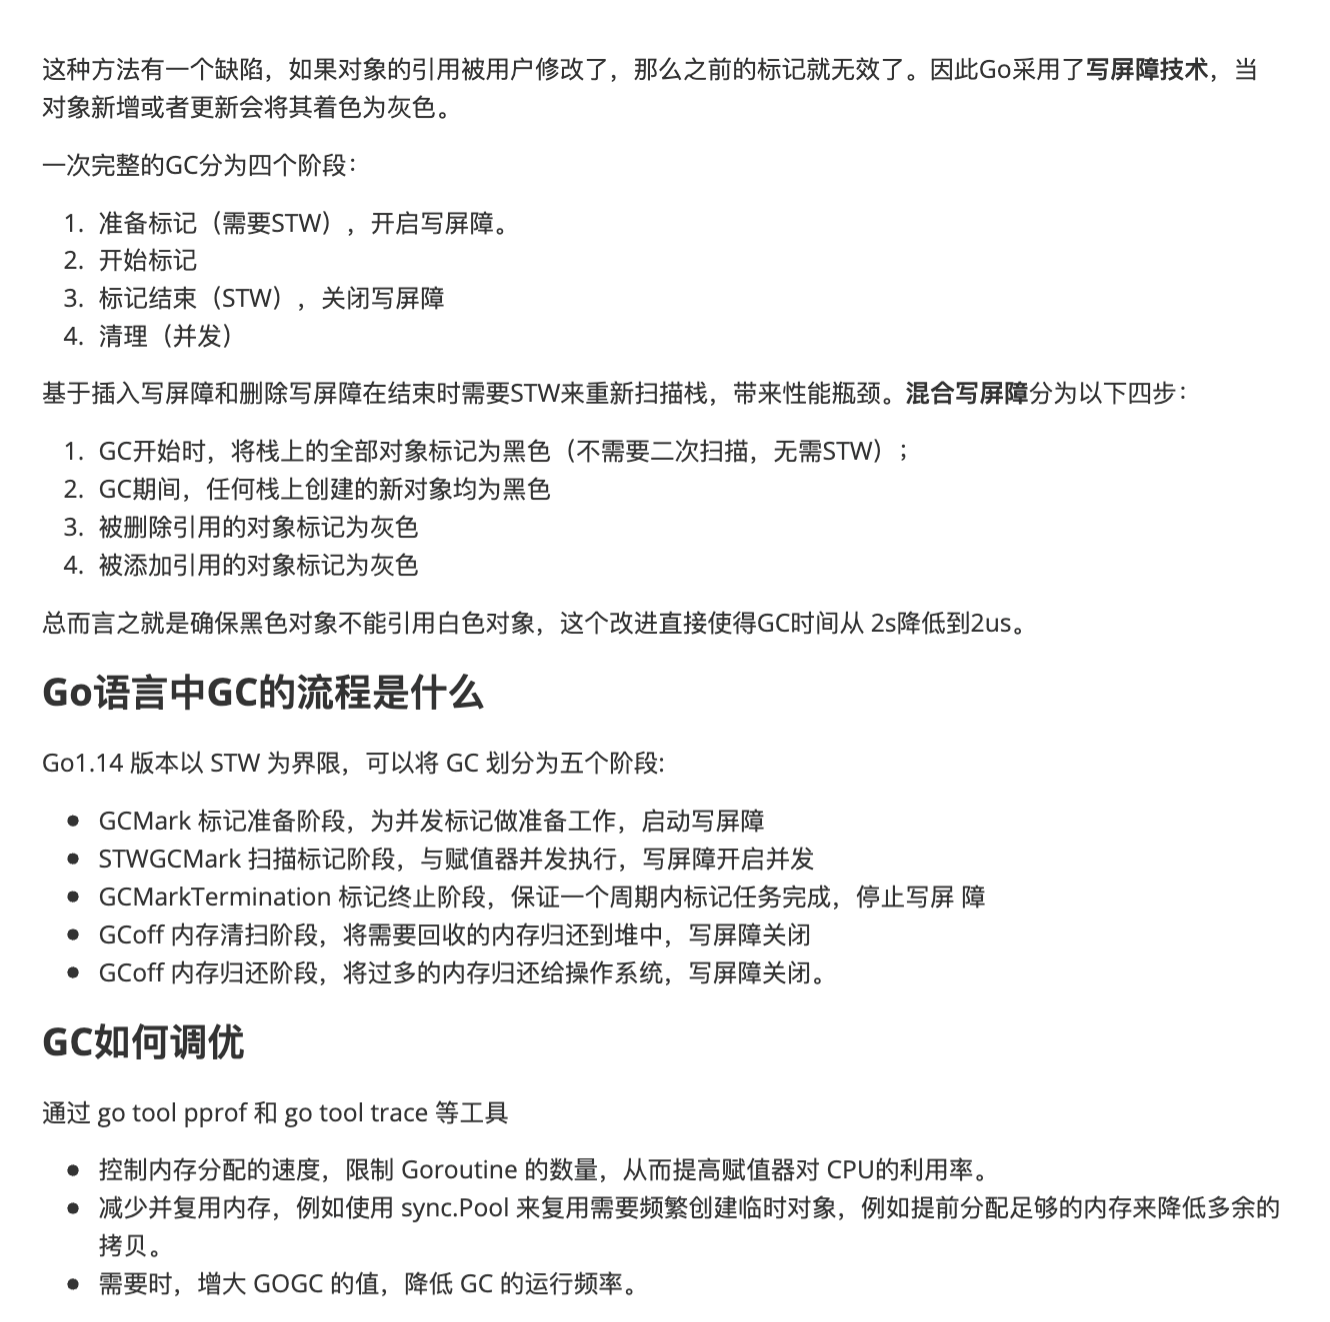 这种方法有一个缺陷，如果对象的引用被用户修改了，那么之前的标记就无效了。因此Go采用了写屏障技术，当
对象新增或者更新会将其着色为灰色。
一次完整的GC分为四个阶段：
1. 准备标记（需要STW），开启写屏障。
2. 开始标记
3. 标记结束（STW），关闭写屏障
4. 清理（并发）
基于插入写屏障和删除写屏障在结束时需要STW来重新扫描栈，带来性能瓶颈。混合写屏障分为以下四步：
1. GC开始时，将栈上的全部对象标记为黑色（不需要二次扫描，无需STW）；
2. GC期间，任何栈上创建的新对象均为黑色
3. 被删除引用的对象标记为灰色
4. 被添加引用的对象标记为灰色
总而言之就是确保黑色对象不能引用白色对象，这个改进直接使得GC时间从 2s降低到2us。
Go语言中GC的流程是什么
Go1.14 版本以 STW 为界限，可以将 GC 划分为五个阶段:
● GCMark 标记准备阶段，为并发标记做准备工作，启动写屏障
● STWGCMark 扫描标记阶段，与赋值器并发执行，写屏障开启并发
● GCMarkTermination 标记终止阶段，保证一个周期内标记任务完成，停止写屏 障
● GCoff 内存清扫阶段，将需要回收的内存归还到堆中，写屏障关闭
● GCoff 内存归还阶段，将过多的内存归还给操作系统，写屏障关闭。
GC如何调优
通过 go tool pprof 和 go tool trace 等工具
● 控制内存分配的速度，限制 Goroutine 的数量，从而提高赋值器对 CPU的利用率。
● 减少并复用内存，例如使用 sync.Pool 来复用需要频繁创建临时对象，例如提前分配足够的内存来降低多余的
拷贝。
● 需要时，增大 GOGC 的值，降低 GC 的运行频率。